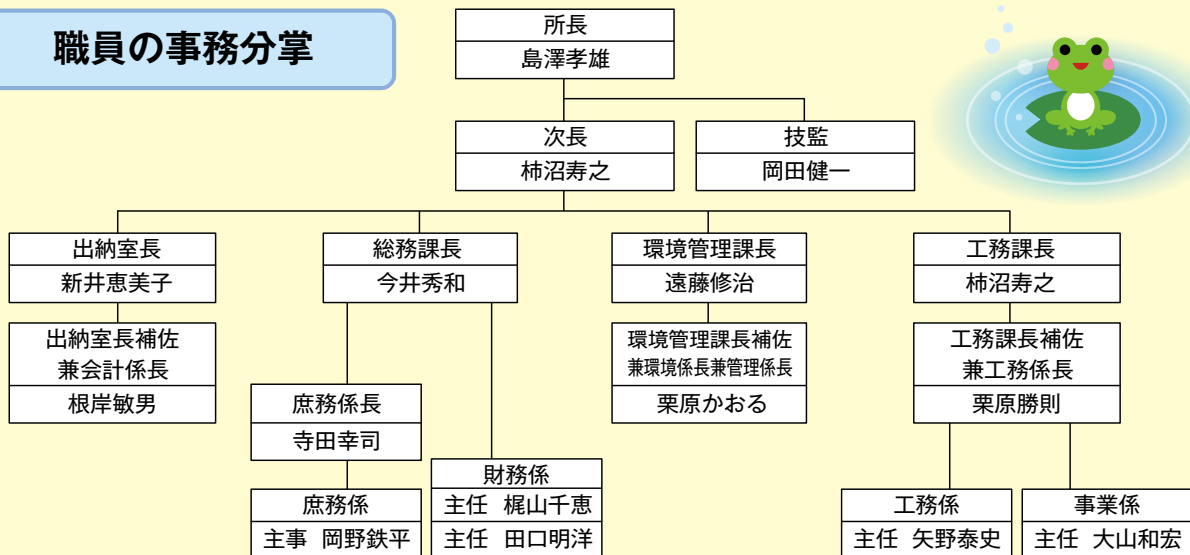 職員の事務分掌
所長
島澤孝雄
次長
柿沼寿之
技監
岡田健一
出納室長
新井恵美子
総務課長
今井秀和
環境管理課長
遠藤修治
工務課長
柿沼寿之
出納室長補佐
兼会計係長
根岸敏男
環境管理課長補佐
兼環境係長兼管理係長
栗原かおる
工務課長補佐
兼工務係長
栗原勝則
庶務係長
寺田幸司
庶務係
主事 岡野鉄平
財務係
主任 梶山千恵
主任 田口明洋
工務係
主任 矢野泰史
事業係
主任 大山和宏